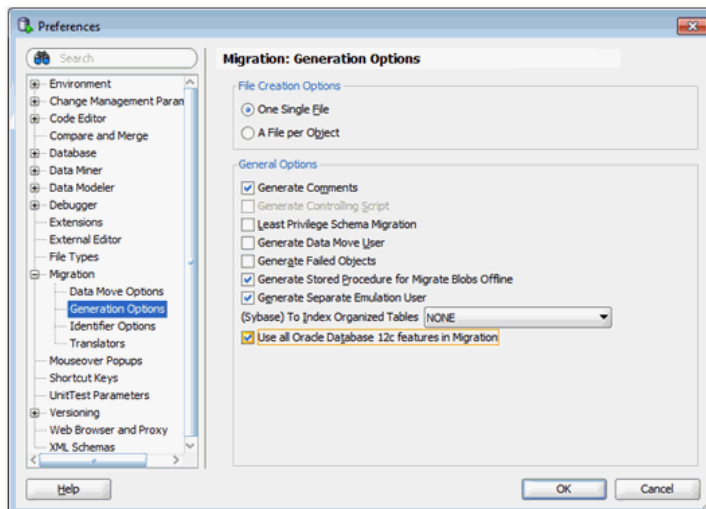 Preferences
Search
Environment
Change Management Param
Code Editor
Compare and Merge
Database
Data Miner
Data Modeler
Debugger
Extensions
External Editor
File Types
Migration
Data Move Options
Generation Options
Identifier Options
Translators
Mouseover Popups
Shortcut Keys
UnitTest Parameters
Versioning
Web Browser and Proxy
XML Schemas
Migration: Generation Options
File Creation Options
One Single File
A File per Object
General Options
Generate Comments
Generate Controlling Script
Least Privilege Schema Migration
Generate Data Move User
Generate Failed Objects
Generate Stored Procedure for Migrate Blobs Offline
Generate Separate Emulation User
(Sybase) To Index Organized Tables NONE
Use all Oracle Database 12c features in Migration
Help
OK
Cancel